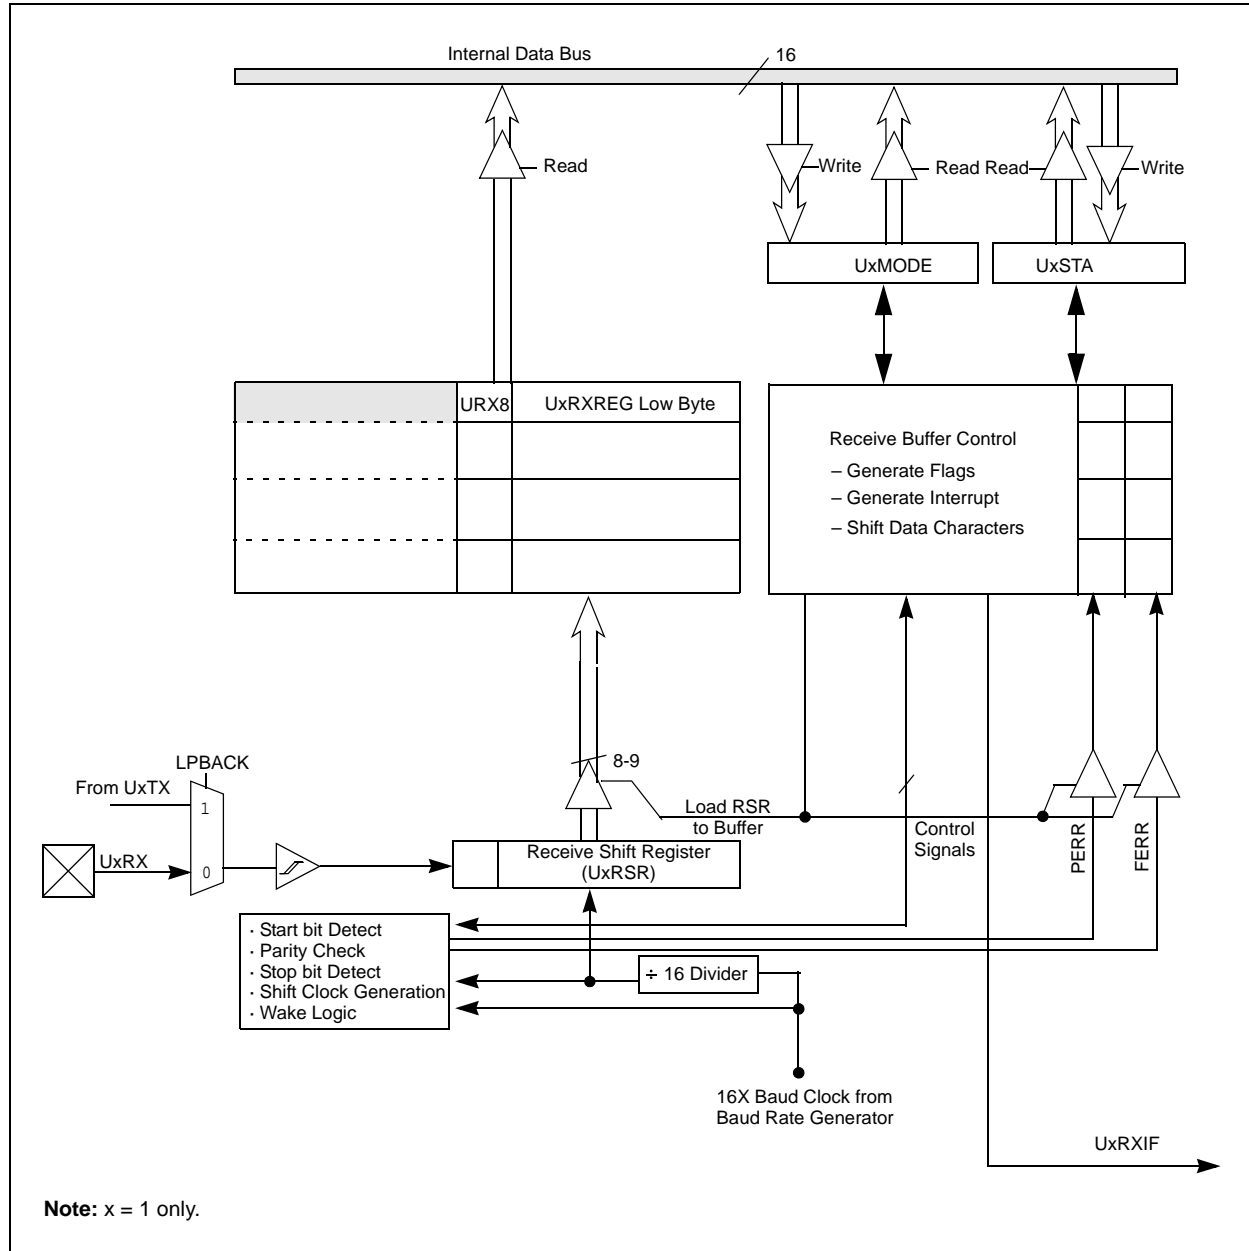 Internal Data Bus
16
Read
Write
Read Read
Write
UxMODE
UxSTA
URX8
UxRXREG Low Byte
Receive Buffer Control
– Generate Flags
– Generate Interrupt
– Shift Data Characters
LPBACK
From UxTX
1
UxRX
0
8-9
Load RSR
to Buffer
Control
Signals
PERR
FERR
Receive Shift Register
(UxRSR)
· Start bit Detect
· Parity Check
· Stop bit Detect
· Shift Clock Generation
· Wake Logic
÷ 16 Divider
16X Baud Clock from
Baud Rate Generator
UxRXIF
Note: x = 1 only.